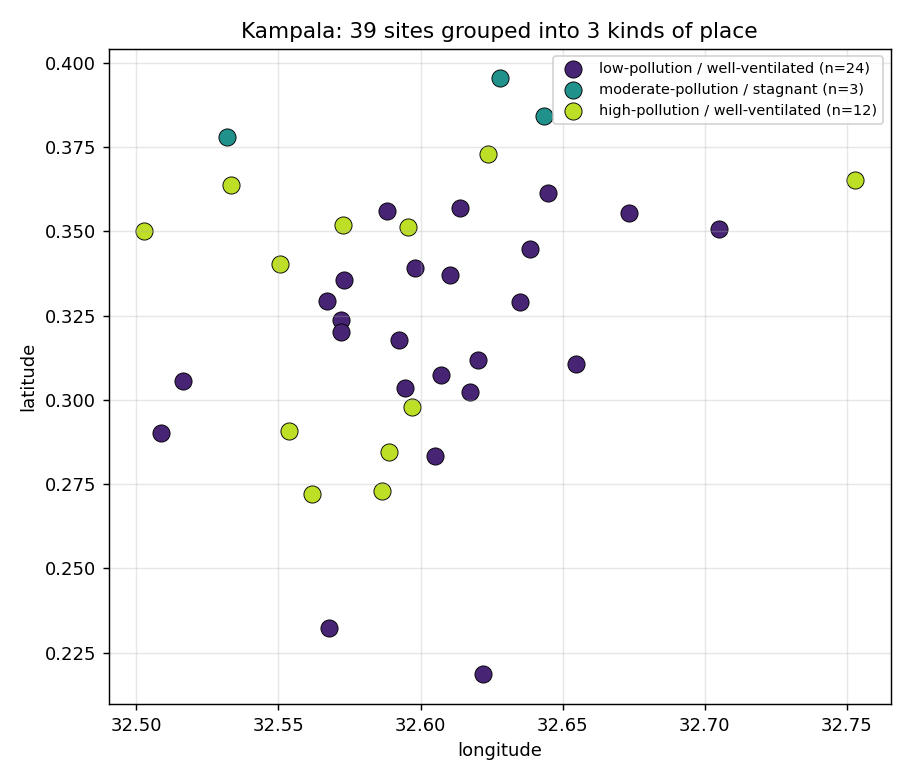 Kampala: 39 sites grouped into 3 kinds of place
low-pollution / well-ventilated (n=24)
moderate-pollution / stagnant (n=3)
high-pollution / well-ventilated (n=12)
latitude
0.400
0.375
0.350
0.325
0.300
0.275
0.250
0.225
32.50
32.55
32.60
32.65
32.70
32.75
longitude